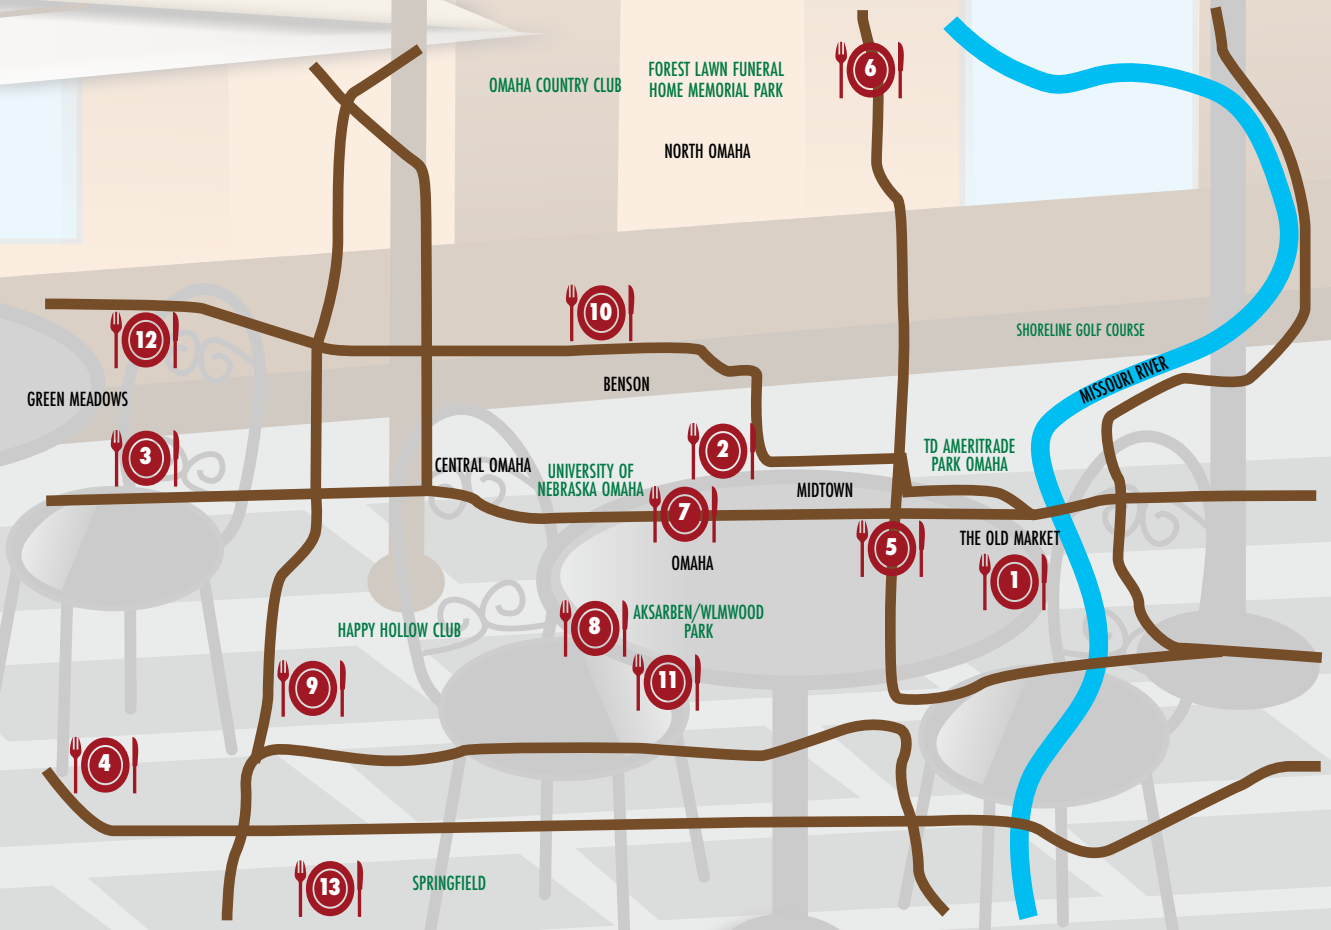 6
OMAHA COUNTRY CLUB
FOREST LAWN FUNERAL
HOME MEMORIAL PARK
NORTH OMAHA
10
12
SHORELINE GOLF COURSE
MISSOURI RIVER
BENSON
GREEN MEADOWS
2
3
CENTRAL OMAHA
UNIVERSITY OF
NEBRASKA OMAHA
TD AMERITRADE
PARK OMAHA
MIDTOWN
7
THE OLD MARKET
5
OMAHA
1
AKSARBEN/WLMWOOD
PARK
8
HAPPY HOLLOW CLUB
11
9
4
13
SPRINGFIELD